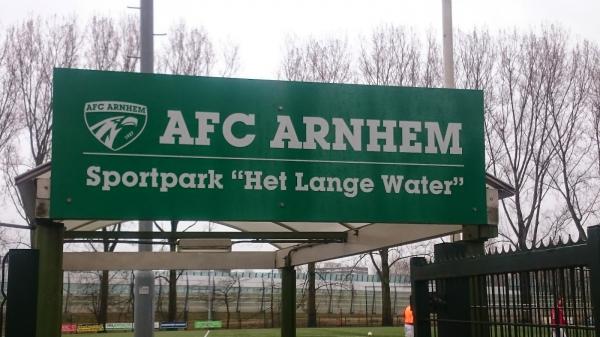 AFC ARNHEM
AFC ARNHEM
Sportpark "Het Lange Water"